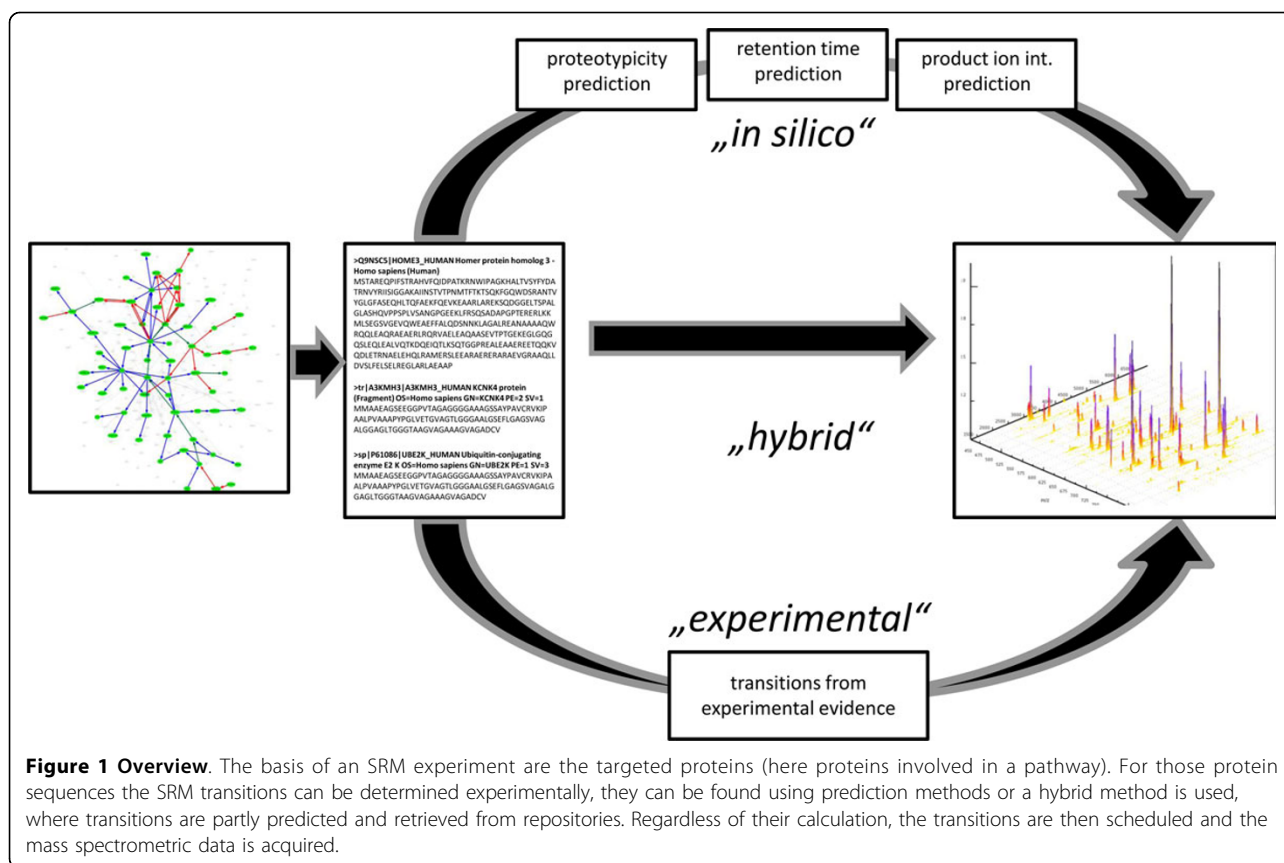 proteotypicity
prediction
retention time
prediction
product ion int.
prediction
„in silico“
>Q9NSC5|HOME3_HUMAN Homer protein homolog 3 -
Homo sapiens (Human)
MSTAREQPIFSTRAHVFQIDPATKRNWIPAGKHALTVSYFYDA
TRNVYRIISIGGAKAIINSTVTPNMTFTKTSQKFGQWDSRANTV
YGLGFASEQHLTQFAEKFQEVKEAARLAREKSQDGGELTSPAL
GLASHQVPPSPLVSANGPGEEKLFRSQSADAPGPTERERLKK
MLSEGSVGEVQWEAEFFALQDSNNKLAGALREANAAAAQW
RQQLEAQRAEAERLRQRVAELEAQAASEVTPTGEKEGLGQG
QSLEQLEALVQTKDQEIQTLKSQTGGPREALEAAEREETQQKV
QDLETRNAELEHQLRAMERSLEEARAERERARAEVGRAAQLL
DVSLFELSELREGLARLAEAAP
>tr|A3KMH3|A3KMH3_HUMAN KCNK4 protein
(Fragment) OS=Homo sapiens GN=KCNK4 PE=2 SV=1
MMAAEAGSEEGGPVTAGAGGGGAAAGSSAYPAVCRVKIP
AALPVAAAPYPGLVETGVAGTLGGGAALGSEFLGAGSVAG
ALGGAGLTGGGTAAGVAGAAAGVAGADCV
>sp|P61086|UBE2K_HUMAN Ubiquitin-conjugating
enzyme E2 K OS=Homo sapiens GN=UBE2K PE=1 SV=3
MMAAEAGSEEGGPVTAGAGGGGAAAGSSAYPAVCRVKIPA
ALPVAAAPYPGLVETGVAGTLGGGAALGSEFLGAGSVAGALG
GAGLTGGGTAAGVAGAAAGVAGADCV
„hybrid“
„experimental“
transitions from
experimental evidence
Figure 1 Overview. The basis of an SRM experiment are the targeted proteins (here proteins involved in a pathway). For those protein
sequences the SRM transitions can be determined experimentally, they can be found using prediction methods or a hybrid method is used,
where transitions are partly predicted and retrieved from repositories. Regardless of their calculation, the transitions are then scheduled and the
mass spectrometric data is acquired.